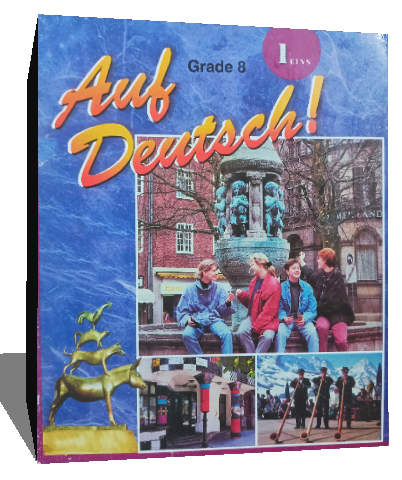 1 EINS
Grade 8
Auf
Deutsch!